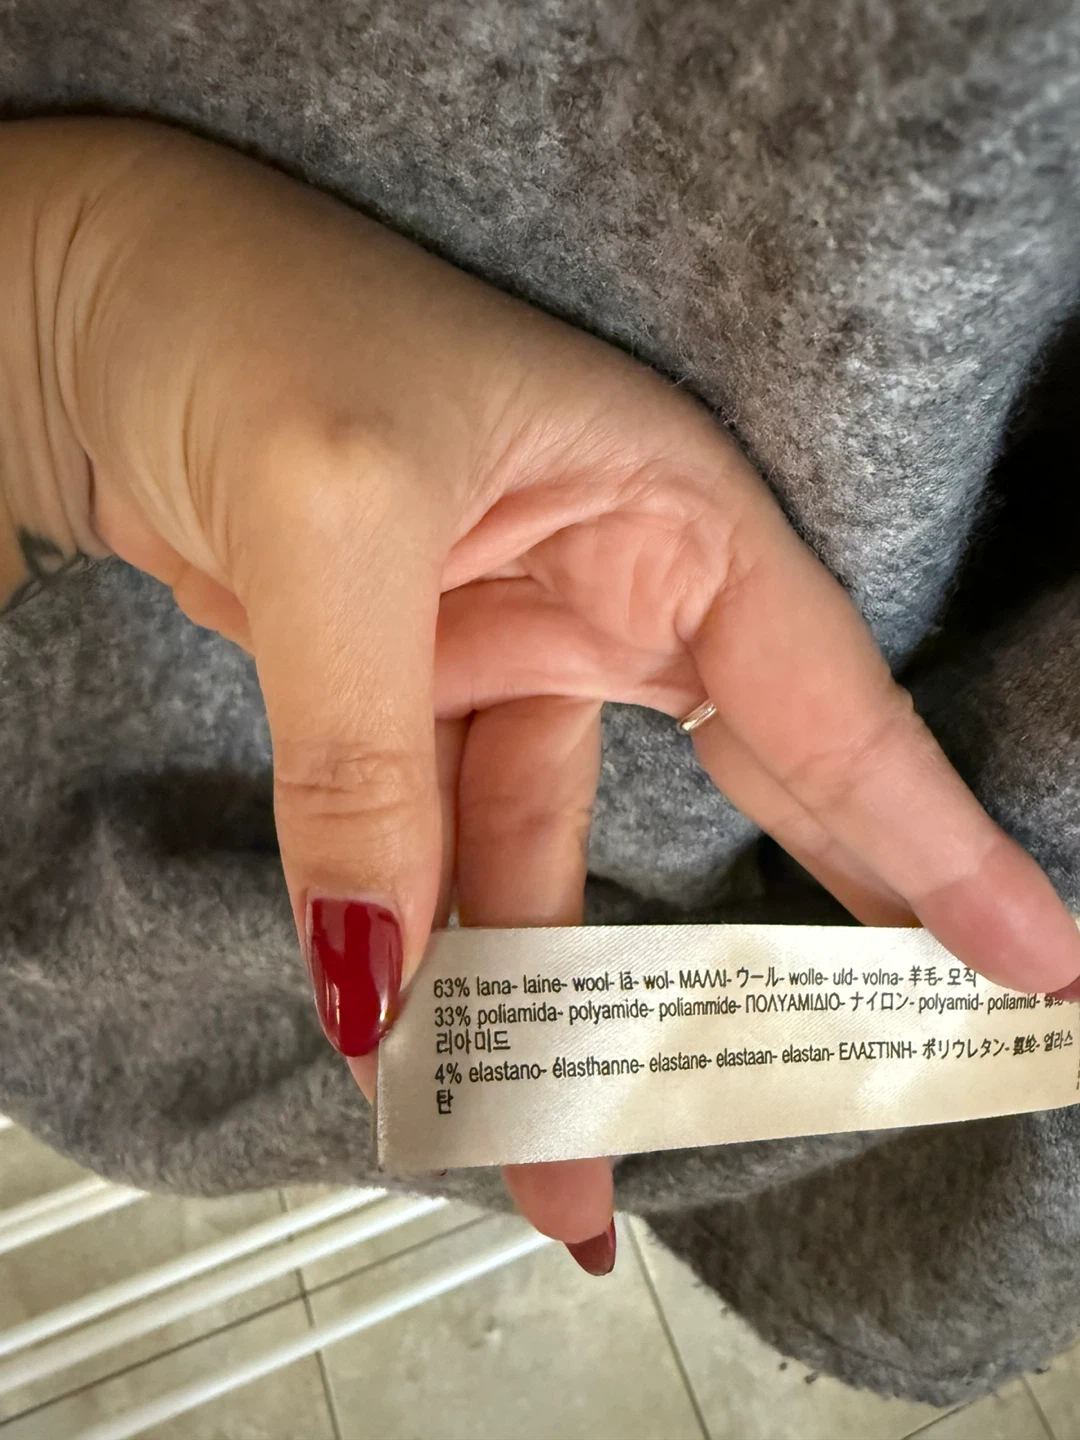 63% lana- laine- wool- lã- wol- ΜΑΛΛΙ- ウール- wolle- uld- volna- 羊毛- 모직
33% poliamida- polyamide- poliammide- ΠΟΛΥΑΜΙΔΙΟ- ナイロン- polyamid- poliamid-
리아미드
4% elastano- élasthanne- elastane- elastaan- elastan- ΕΛΑΣΤΙΝΗ- ポリウレタン- 氨纶- 엘라스
탄